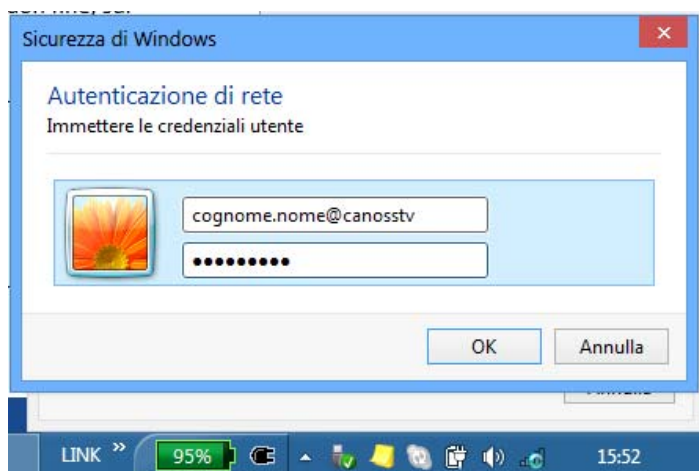 Sicurezza di Windows
Autenticazione di rete
Immettere le credenziali utente
cognome.nome@canosstv
•••••••••
OK
Annulla
LINK »
95%
15:52